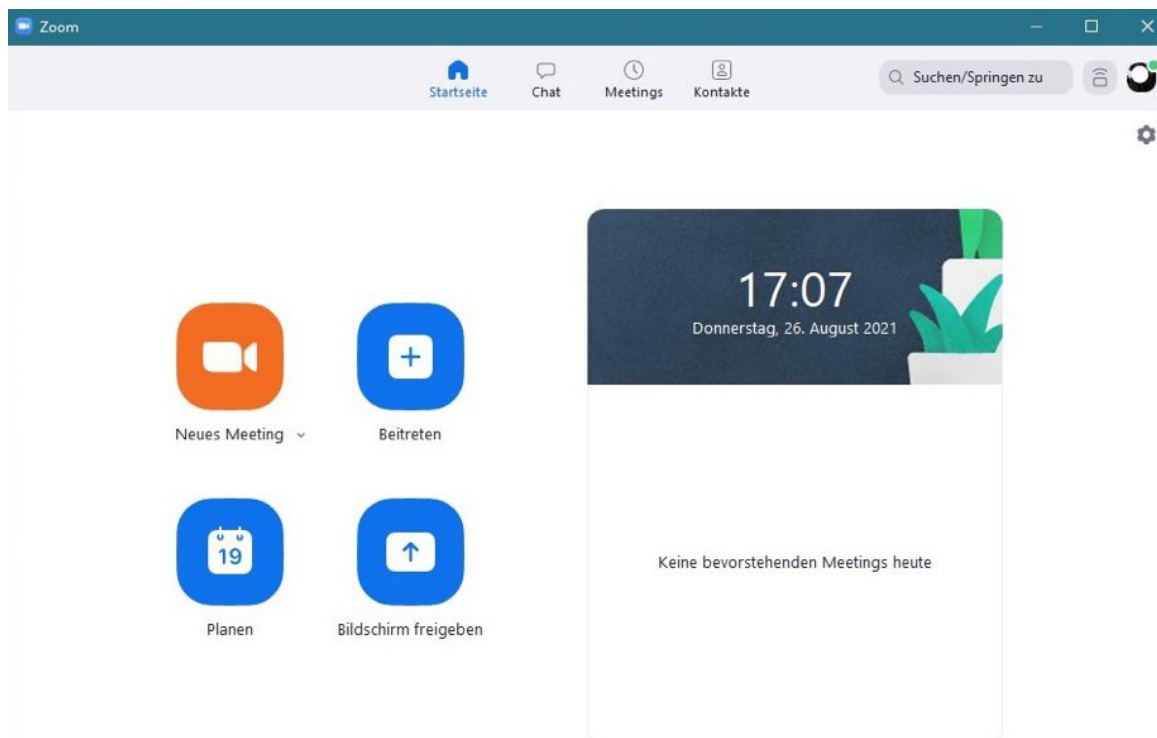 Zoom
Startseite Chat Meetings Kontakte Suchen/Springen zu
17:07
Donnerstag, 26. August 2021
Neues Meeting Beitreten
19
Planen Bildschirm freigeben
Keine bevorstehenden Meetings heute